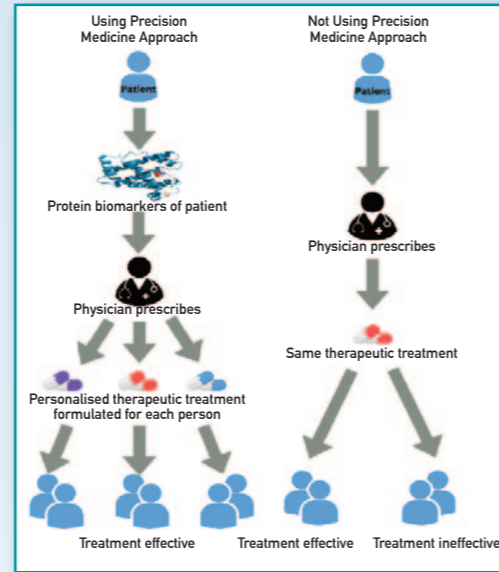 Using Precision
Medicine Approach
Patient
Protein biomarkers of patient
Physician prescribes
Personalised therapeutic treatment
formulated for each person
Treatment effective
Not Using Precision
Medicine Approach
Patient
Physician prescribes
Same therapeutic treatment
Treatment effective
Treatment ineffective